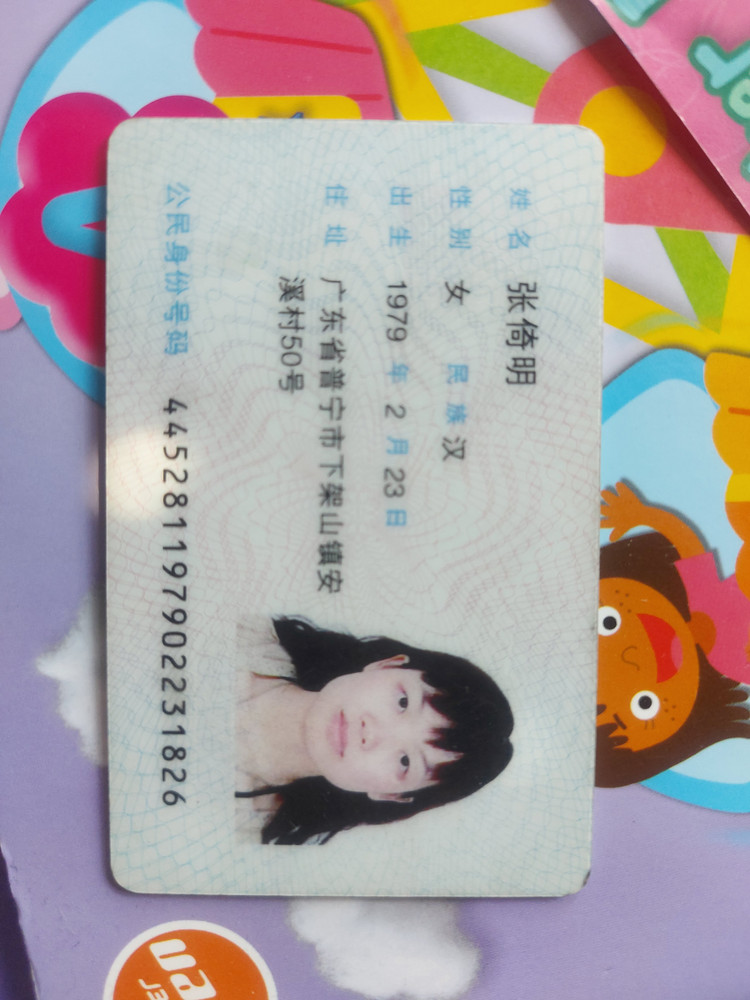 姓名 张倚明
性别 女 民族 汉
出生 1979 年 2 月 23 日
住址 广东省普宁市下架山镇安
溪村50号
公民身份号码 445281197902231826